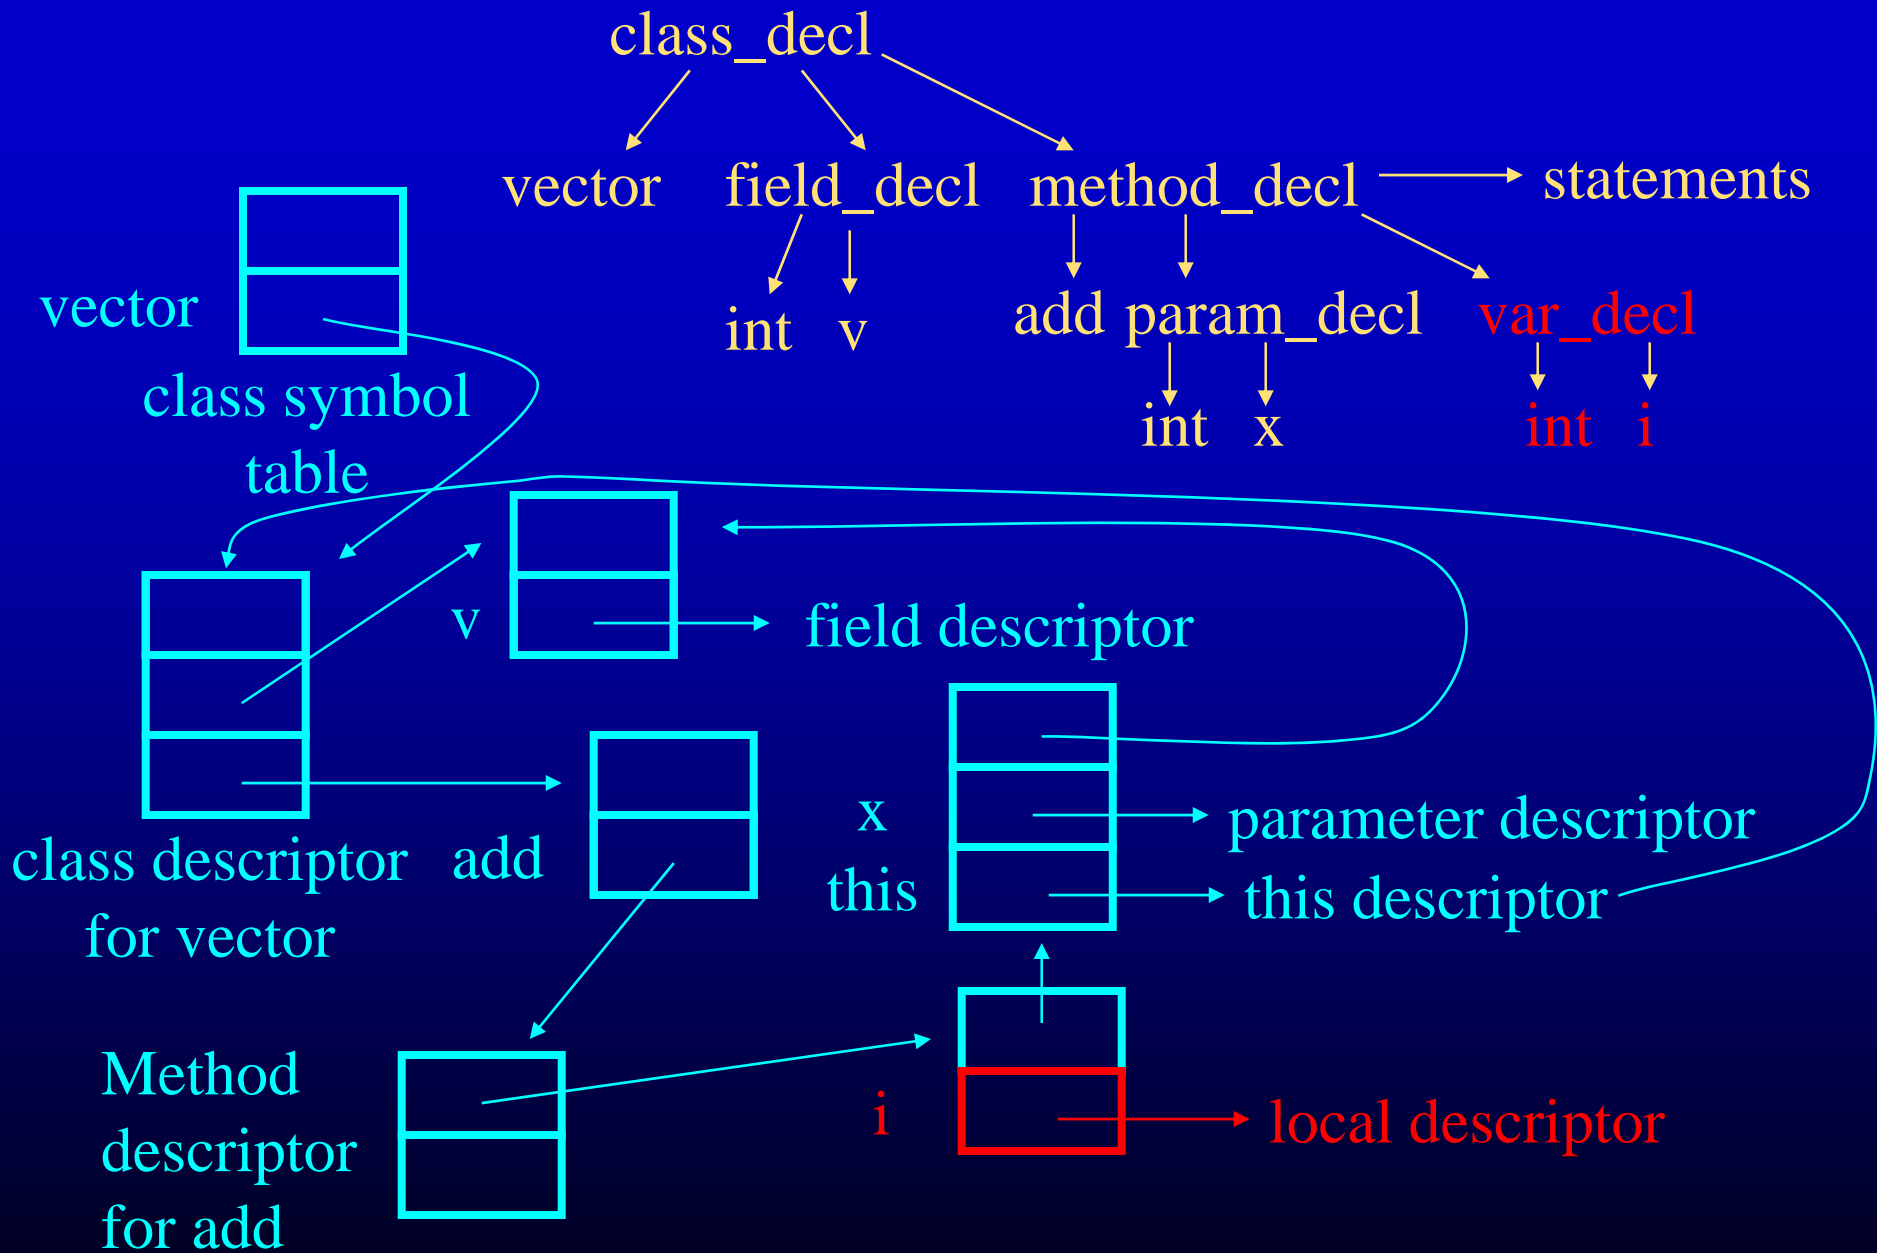 class_decl
vector field_decl method_decl statements
vector
int v
add param_decl var_decl
int x int i
class symbol
table
v
field descriptor
x
parameter descriptor
class descriptor
for vector
add
this
this descriptor
Method
descriptor
for add
i
local descriptor